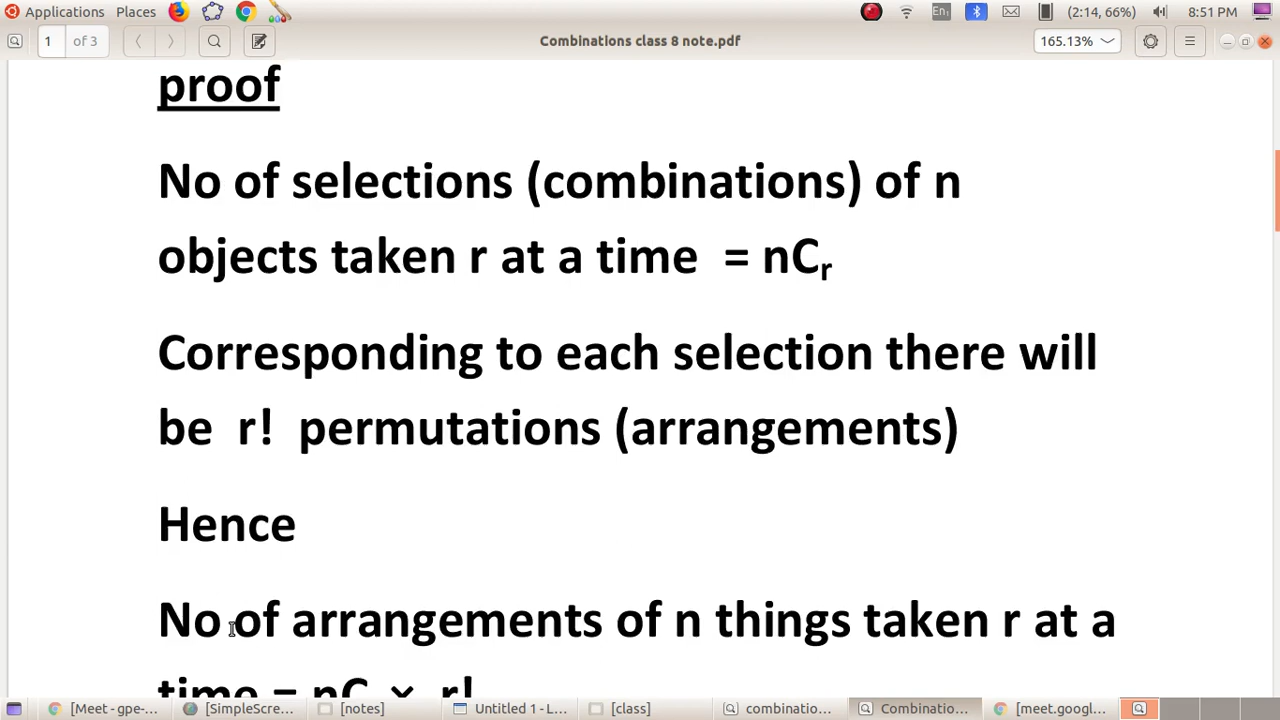 Applications Places En₁ (2:14, 66%) 8:51 PM
1 of 3 Combinations class 8 note.pdf 165.13%
proof
No of selections (combinations) of n
objects taken r at a time = nCr
Corresponding to each selection there will
be r! permutations (arrangements)
Hence
No of arrangements of n things taken r at a
time = nC × r!
[Meet - gpe-... [SimpleScre... [notes] Untitled 1 - L... [class] combinatio... Combinatio... [meet.googl...